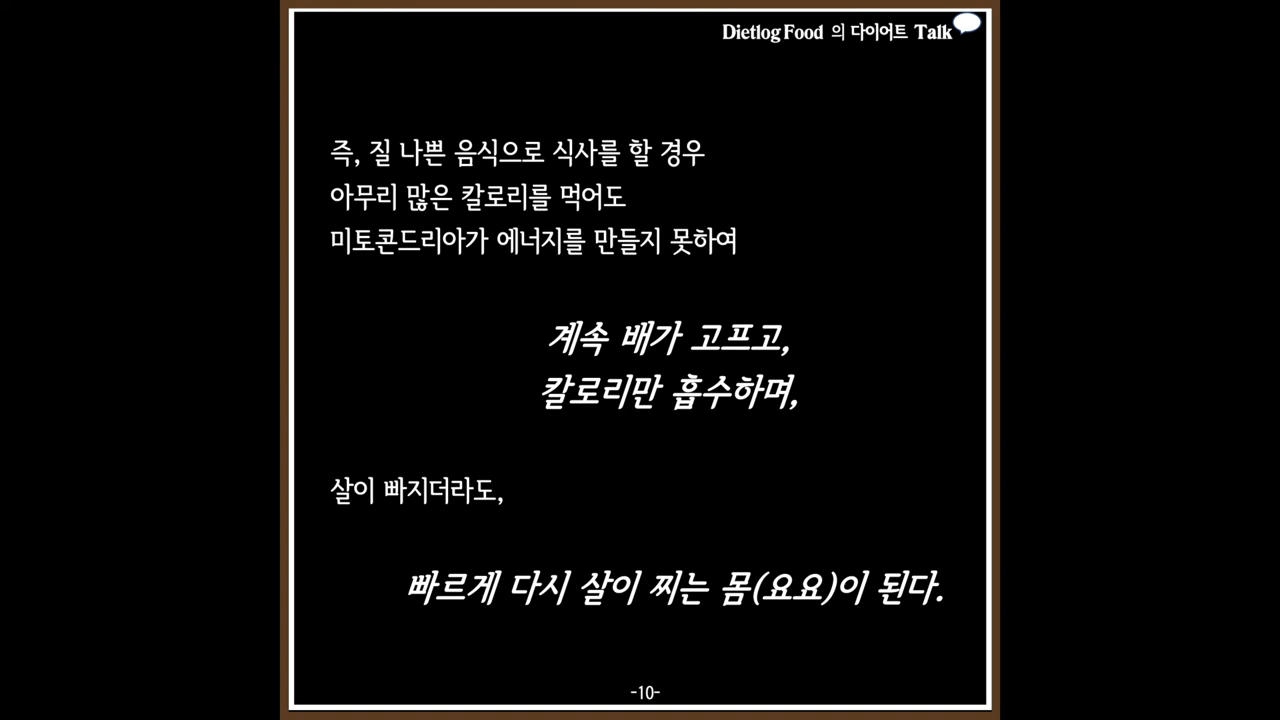 Dietlog Food 의 다이어트 Talk
즉, 질 나쁜 음식으로 식사를 할 경우
아무리 많은 칼로리를 먹어도
미토콘드리아가 에너지를 만들지 못하여
계속 배가 고프고,
칼로리만 흡수하며,
살이 빠지더라도,
빠르게 다시 살이 찌는 몸(요요)이 된다.
-10-